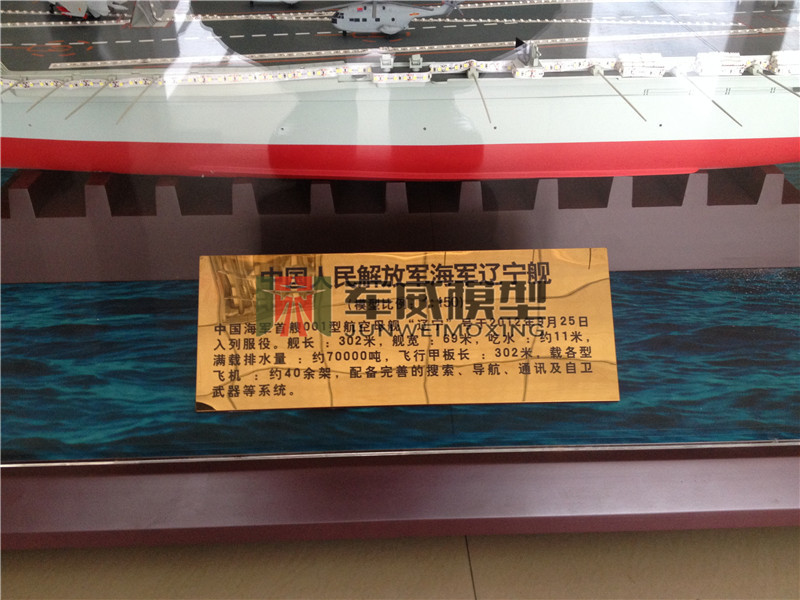 中国人民解放军海军辽宁舰
军威模型
JUNWEIMOXING
中国海军首艘001型航空母舰
月25日
入列服役。舰长：302米，舰宽：69米，吃水：约11米，
满载排水量：约70000吨，飞行甲板长：302米，载各型
飞机：约40余架，配备完善的搜索、导航、通讯及自卫
武器等系统。